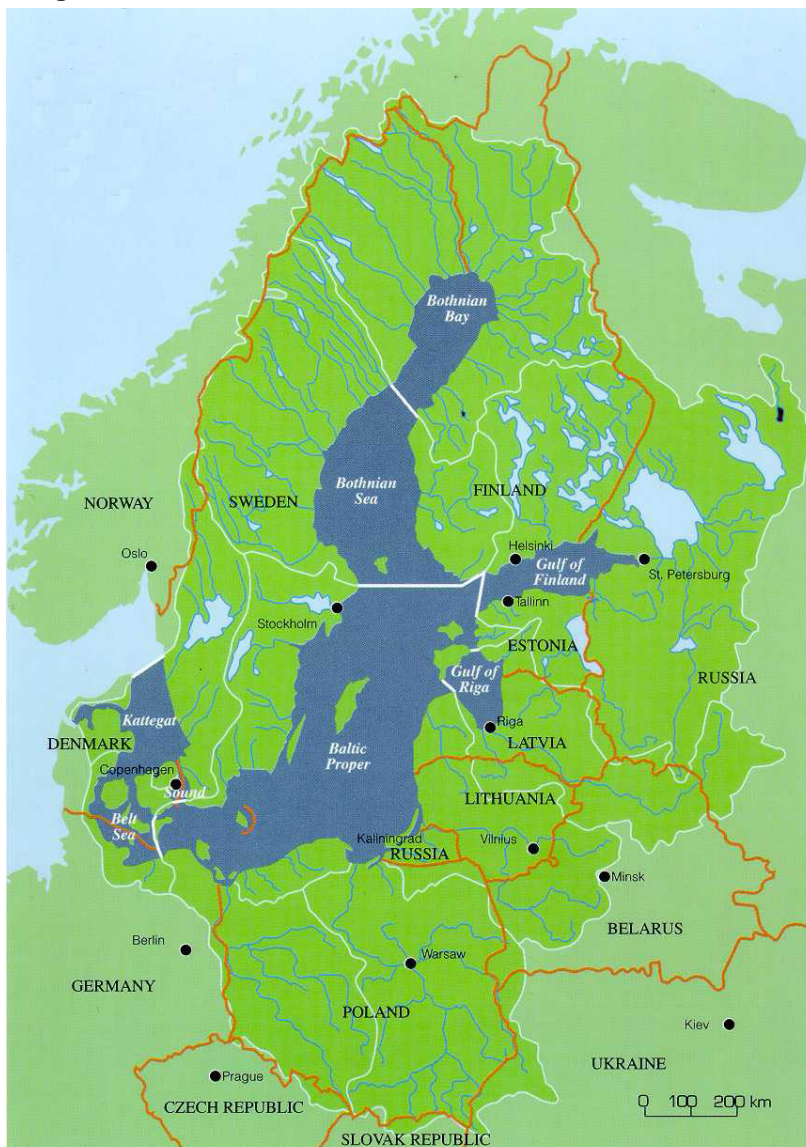 Bothnian
Bay
Bothnian
Sea
NORWAY
SWEDEN
FINLAND
Oslo
Helsinki
Gulf of
Finland
St. Petersburg
Stockholm
Tallinn
ESTONIA
Gulf of
Riga
RUSSIA
Kattegat
DENMARK
Riga
LATVIA
Baltic
Proper
Copenhagen
Sound
LITHUANIA
Belt
Sea
Kaliningrad
RUSSIA
Vilnius
Minsk
BELARUS
Berlin
Warsaw
GERMANY
POLAND
Kiev
UKRAINE
Prague
CZECH REPUBLIC
0 100 200 km
SLOVAK REPUBLIC